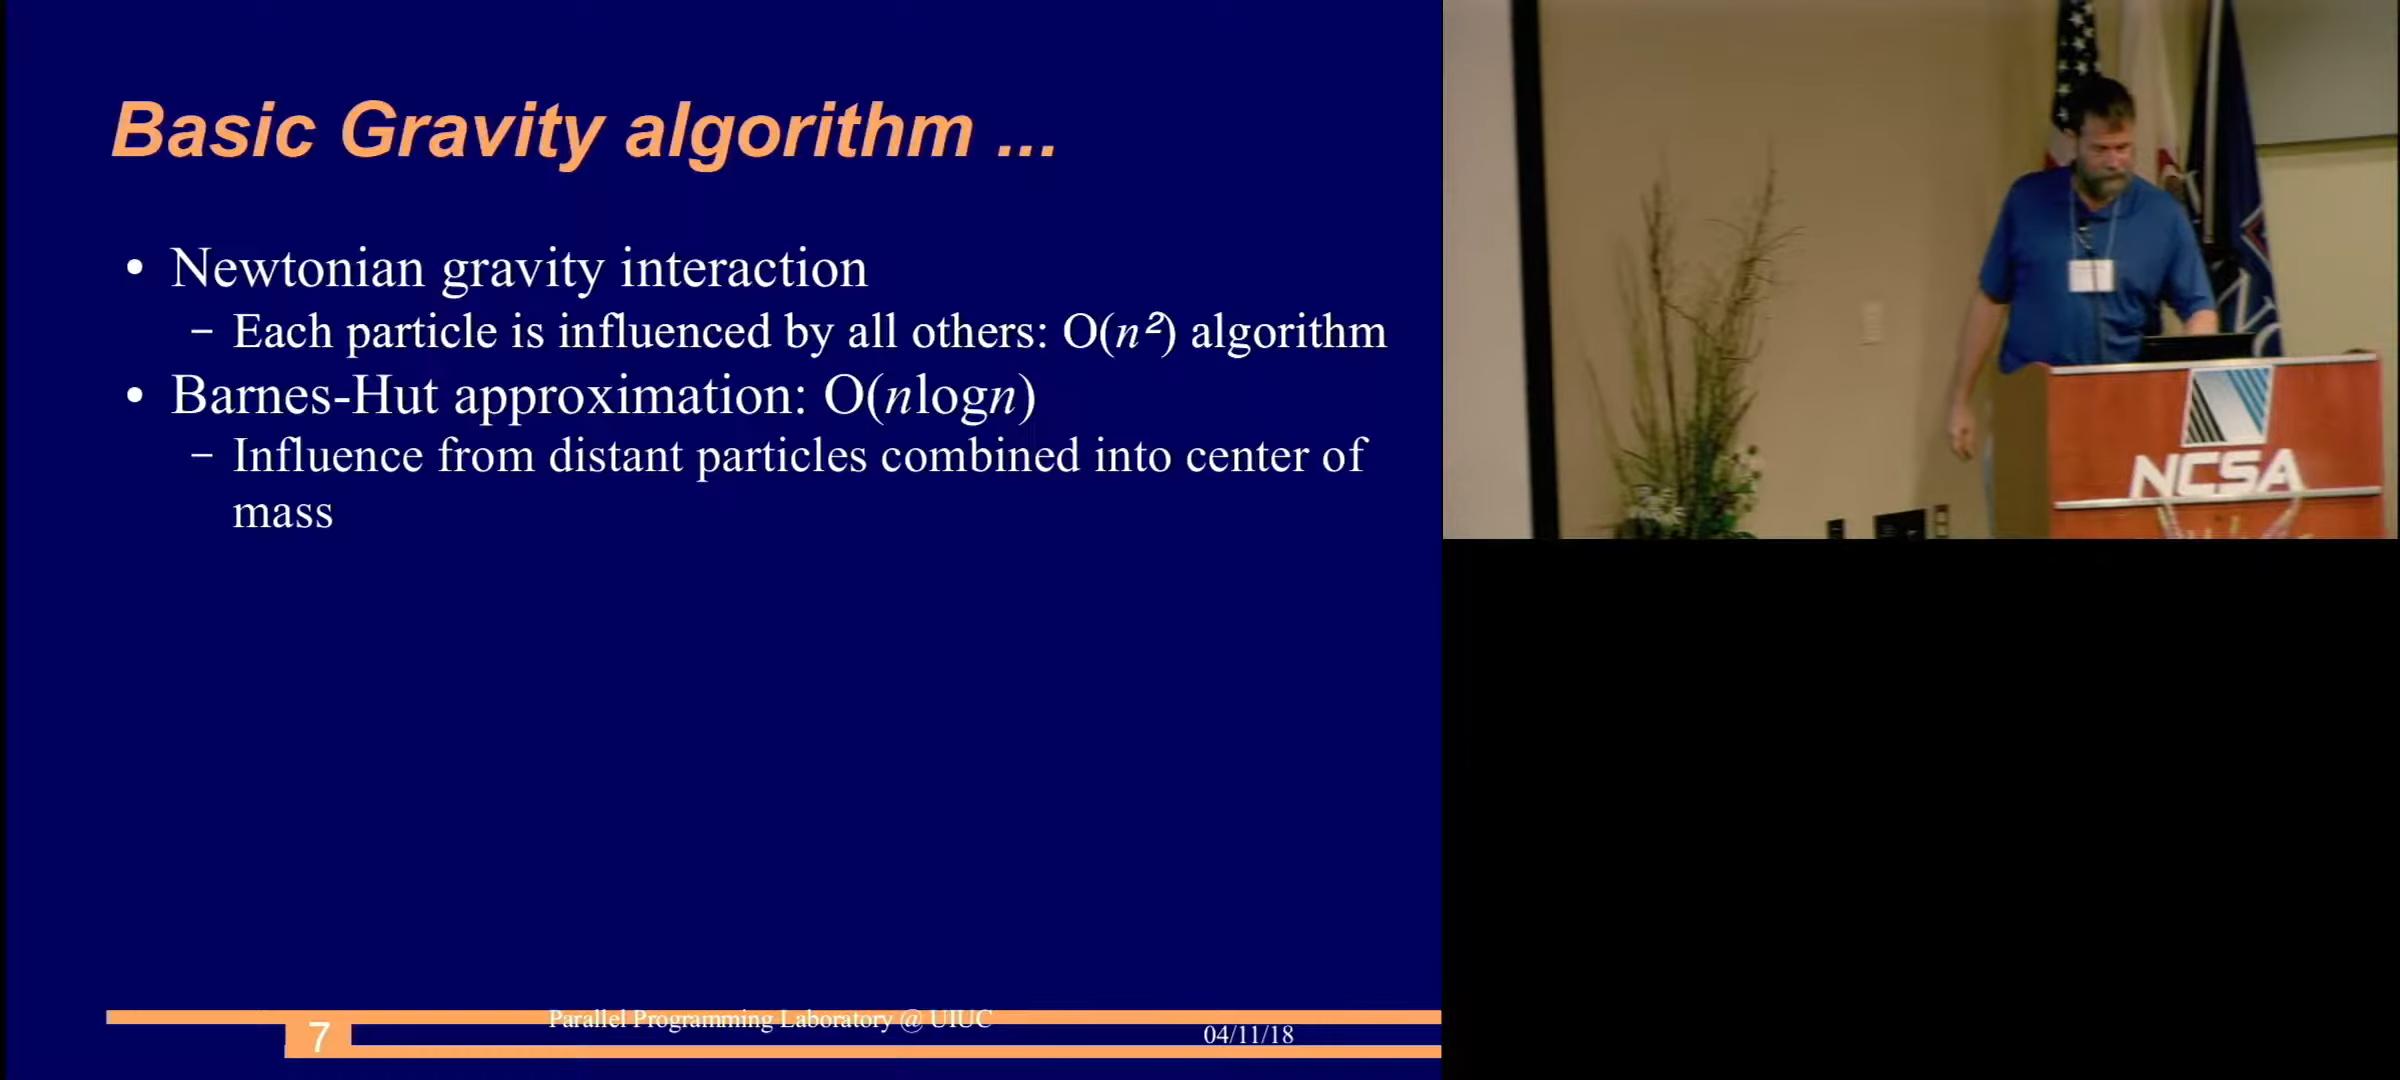 Basic Gravity algorithm ...
• Newtonian gravity interaction
– Each particle is influenced by all others: O(n²) algorithm
• Barnes-Hut approximation: O(nlogn)
– Influence from distant particles combined into center of
mass
7
Parallel Programming Laboratory @ UIUC
04/11/18
NCSA